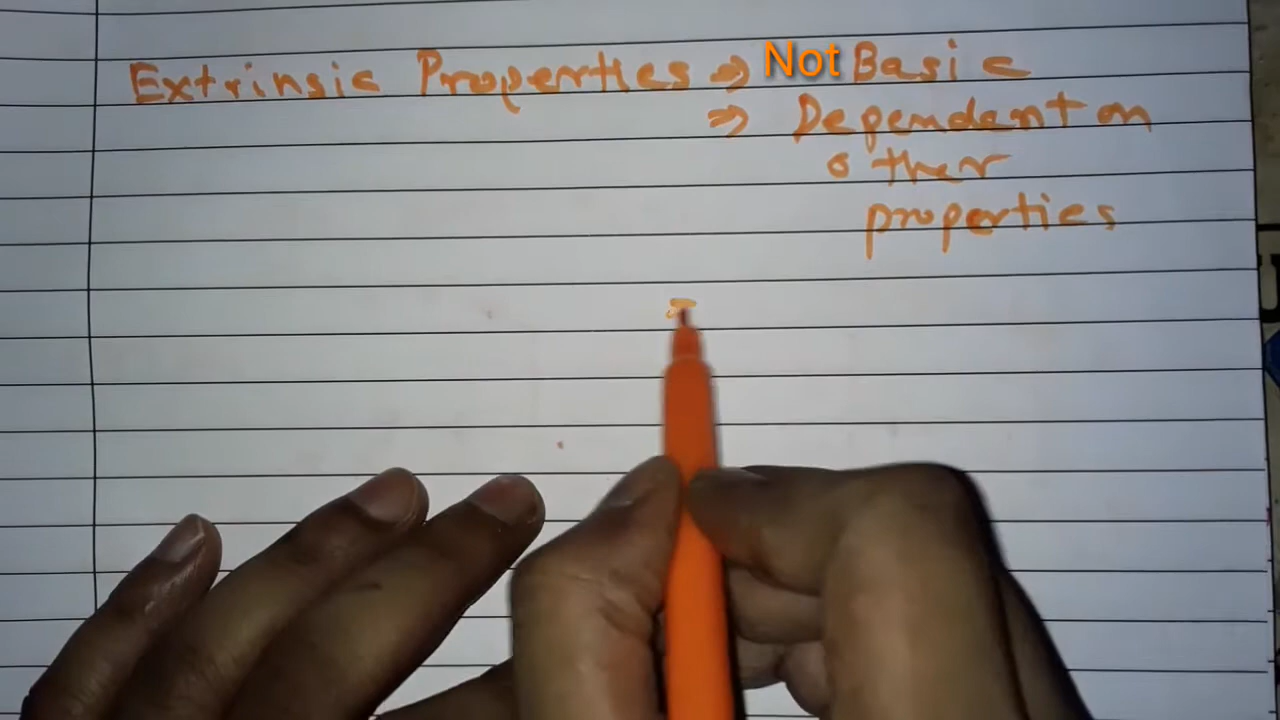 Extrinsic Properties ⇒ Not Basic
⇒ Dependent on
other
properties